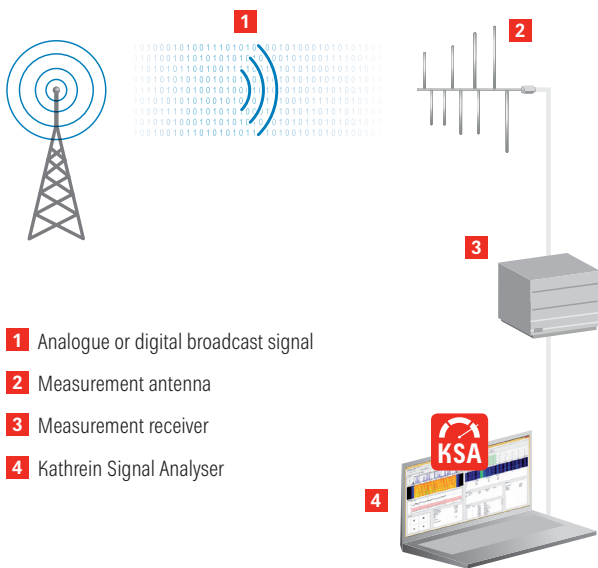 1
2
3
1 Analogue or digital broadcast signal
2 Measurement antenna
3 Measurement receiver
4 Kathrein Signal Analyser
KSA
4